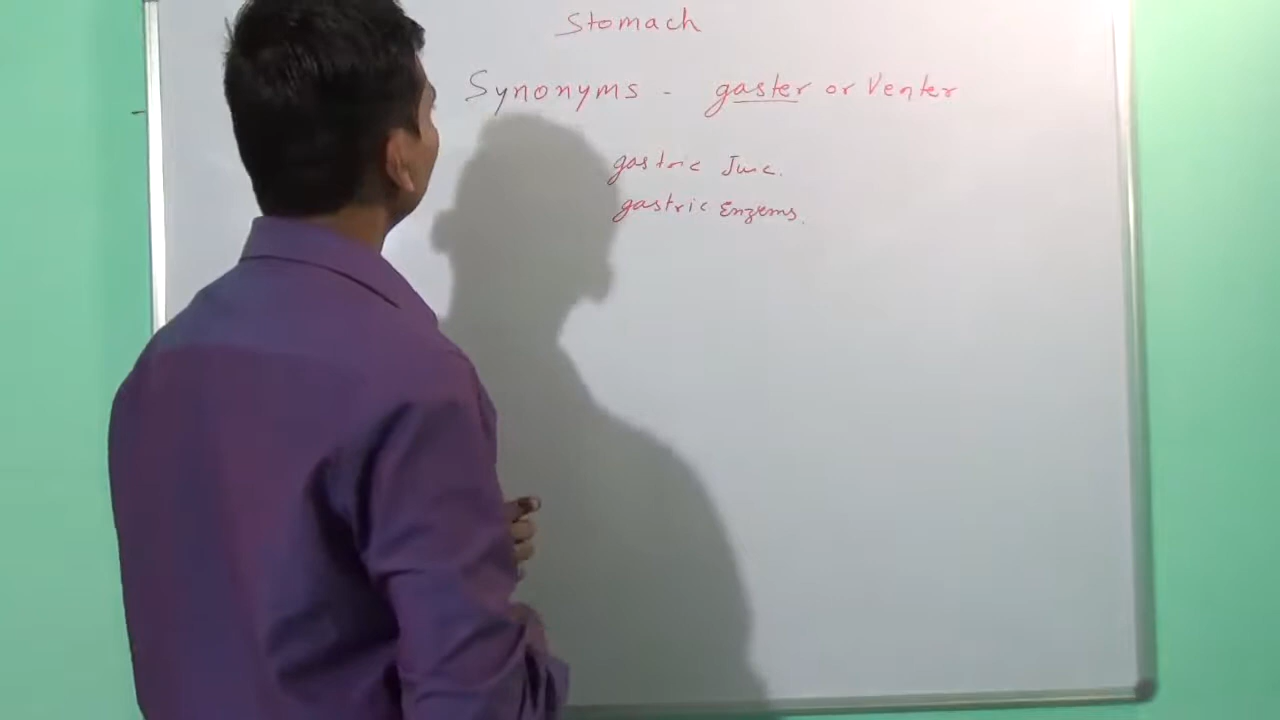 Stomach
Synonyms - gaster or Venter
gastric Juic.
gastric Enzems.